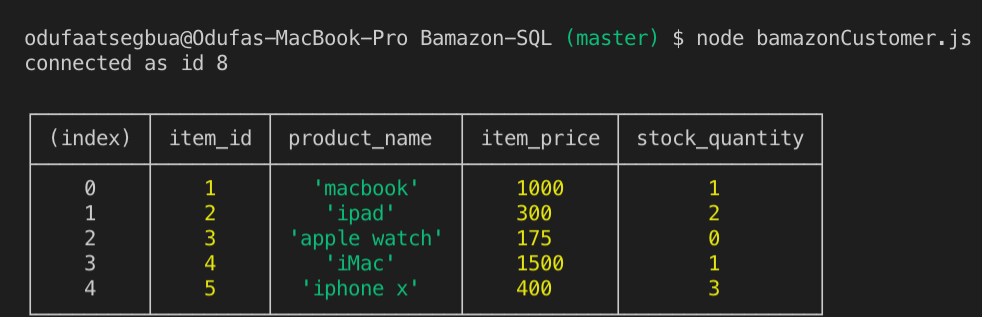 odufaatsegbua@Odufas-MacBook-Pro Bamazon-SQL (master) $ node bamazonCustomer.js
connected as id 8
(index) item_id product_name item_price stock_quantity
0 1 'macbook' 1000 1
1 2 'ipad' 300 2
2 3 'apple watch' 175 0
3 4 'iMac' 1500 1
4 5 'iphone x' 400 3